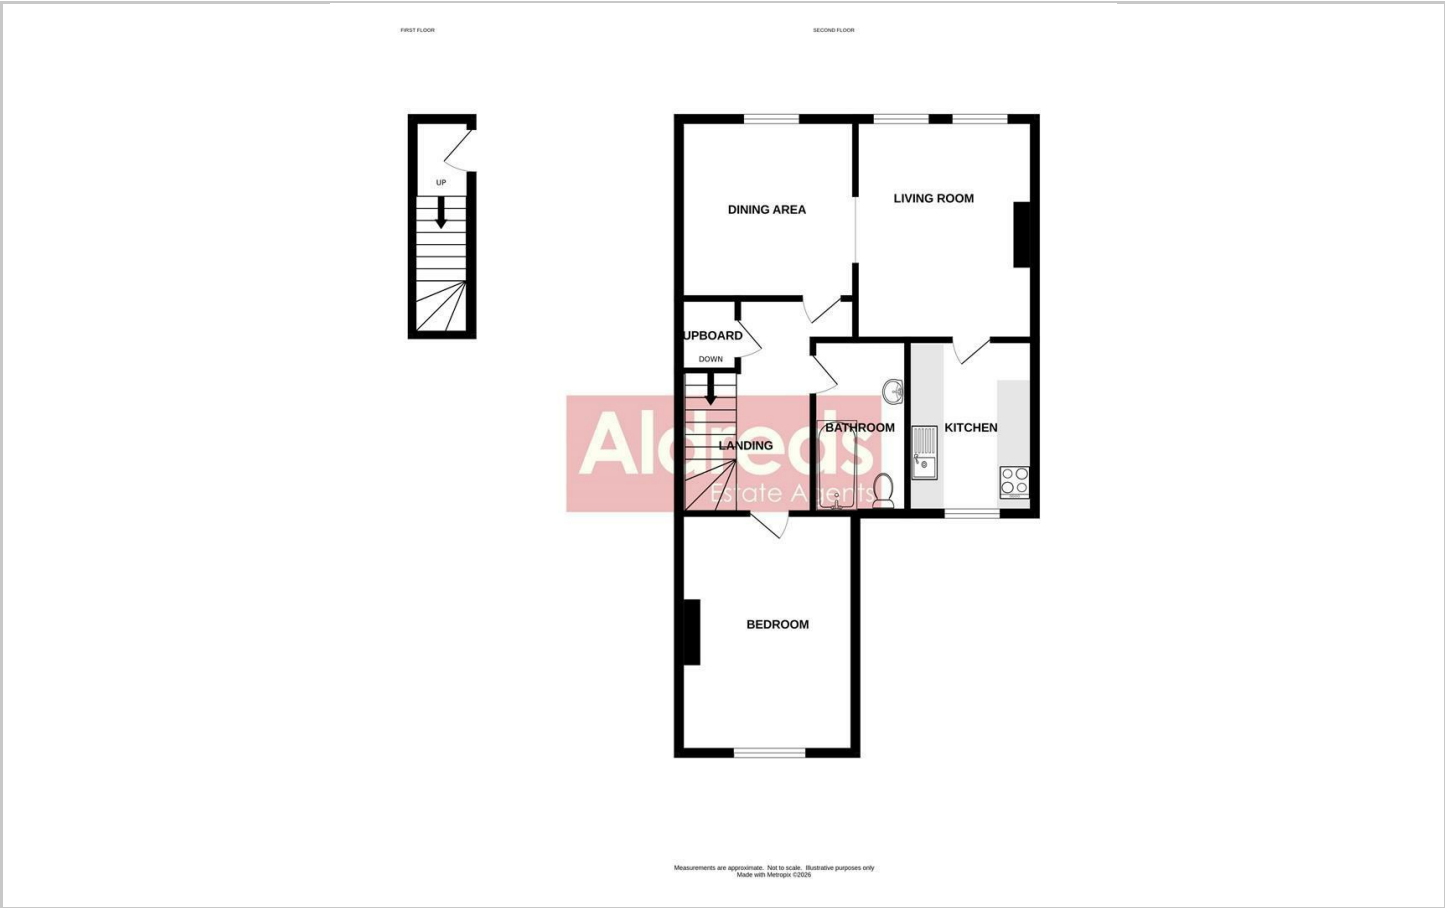 FIRST FLOOR
SECOND FLOOR
UP
DINING AREA
LIVING ROOM
UPBOARD
DOWN
BATHROOM
KITCHEN
LANDING
Aldreds
Estate Agents
BEDROOM
Measurements are approximate. Not to scale. Illustrative purposes only
Made with Metropix ©2026